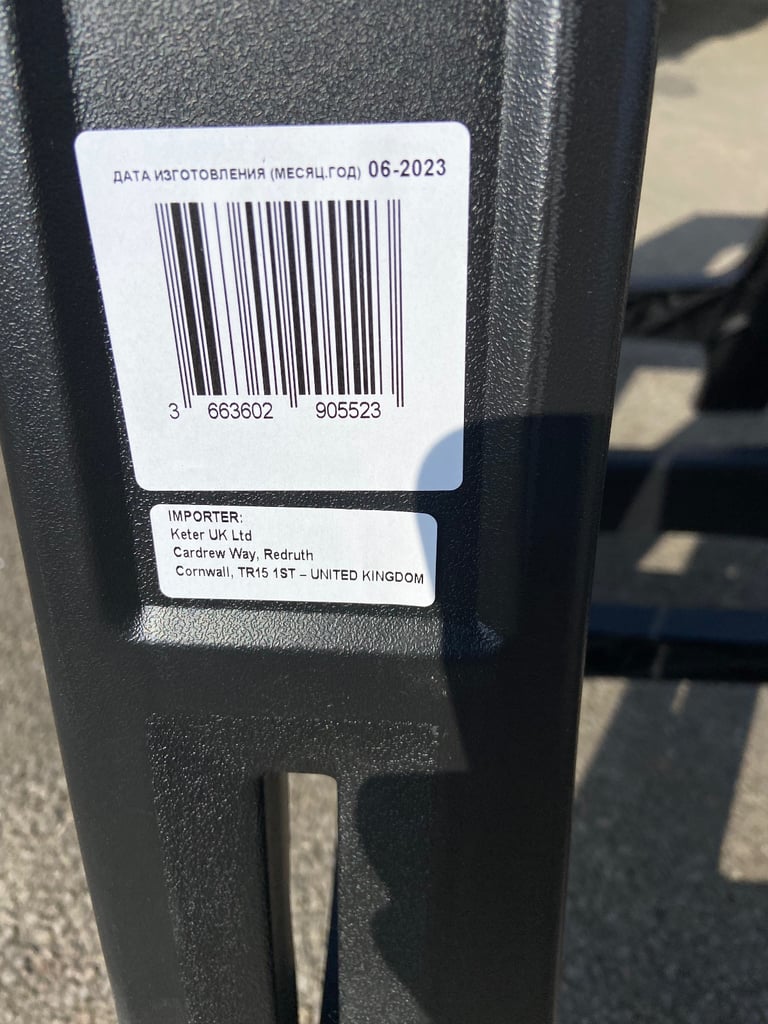 ДАТА ИЗГОТОВЛЕНИЯ (МЕСЯЦ.ГОД) 06-2023
3 663602 905523
IMPORTER:
Keter UK Ltd
Cardrew Way, Redruth
Cornwall, TR15 1ST – UNITED KINGDOM